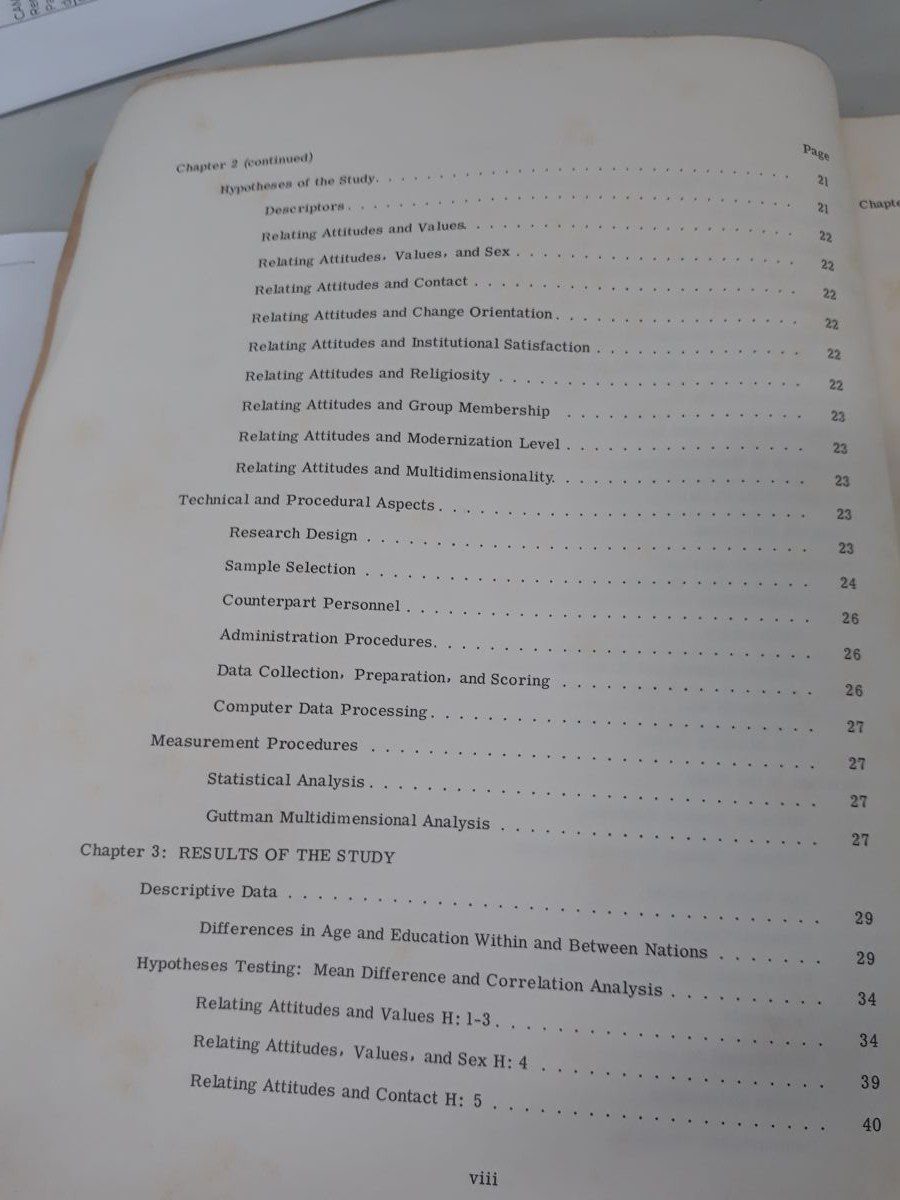 Page
Chapter 2 (continued)
Hypotheses of the Study . . . . . . . . . . . . . . . . . . . . 21
Descriptors . . . . . . . . . . . . . . . . . . . . 21
Relating Attitudes and Values . . . . . . . . . . . . . . . . . . . . 22
Relating Attitudes, Values, and Sex . . . . . . . . . . . . . . . . . . . . 22
Relating Attitudes and Contact . . . . . . . . . . . . . . . . . . . . 22
Relating Attitudes and Change Orientation . . . . . . . . . . . . . . . 22
Relating Attitudes and Institutional Satisfaction . . . . . . . . . . . . . 22
Relating Attitudes and Religiosity . . . . . . . . . . . . . . . . . . 22
Relating Attitudes and Group Membership . . . . . . . . . . . . . . 23
Relating Attitudes and Modernization Level . . . . . . . . . . . . . . 23
Relating Attitudes and Multidimensionality . . . . . . . . . . . . . . . 23
Technical and Procedural Aspects . . . . . . . . . . . . . . . . . . . . 23
Research Design . . . . . . . . . . . . . . . . . . . . 23
Sample Selection . . . . . . . . . . . . . . . . . . . . 24
Counterpart Personnel . . . . . . . . . . . . . . . . . . . . 26
Administration Procedures . . . . . . . . . . . . . . . . . . . . 26
Data Collection, Preparation, and Scoring . . . . . . . . . . . . . . 26
Computer Data Processing . . . . . . . . . . . . . . . . . . . . 27
Measurement Procedures . . . . . . . . . . . . . . . . . . . . 27
Statistical Analysis . . . . . . . . . . . . . . . . . . . . 27
Guttman Multidimensional Analysis . . . . . . . . . . . . . . . . . 27
Chapter 3: RESULTS OF THE STUDY
Descriptive Data . . . . . . . . . . . . . . . . . . . . 29
Differences in Age and Education Within and Between Nations . . . . . . . 29
Hypotheses Testing: Mean Difference and Correlation Analysis . . . . . . . . . 34
Relating Attitudes and Values H: 1-3 . . . . . . . . . . . . . . . . . . 34
Relating Attitudes, Values, and Sex H: 4 . . . . . . . . . . . . . . . . 39
Relating Attitudes and Contact H: 5 . . . . . . . . . . . . . . . . . . 40
viii